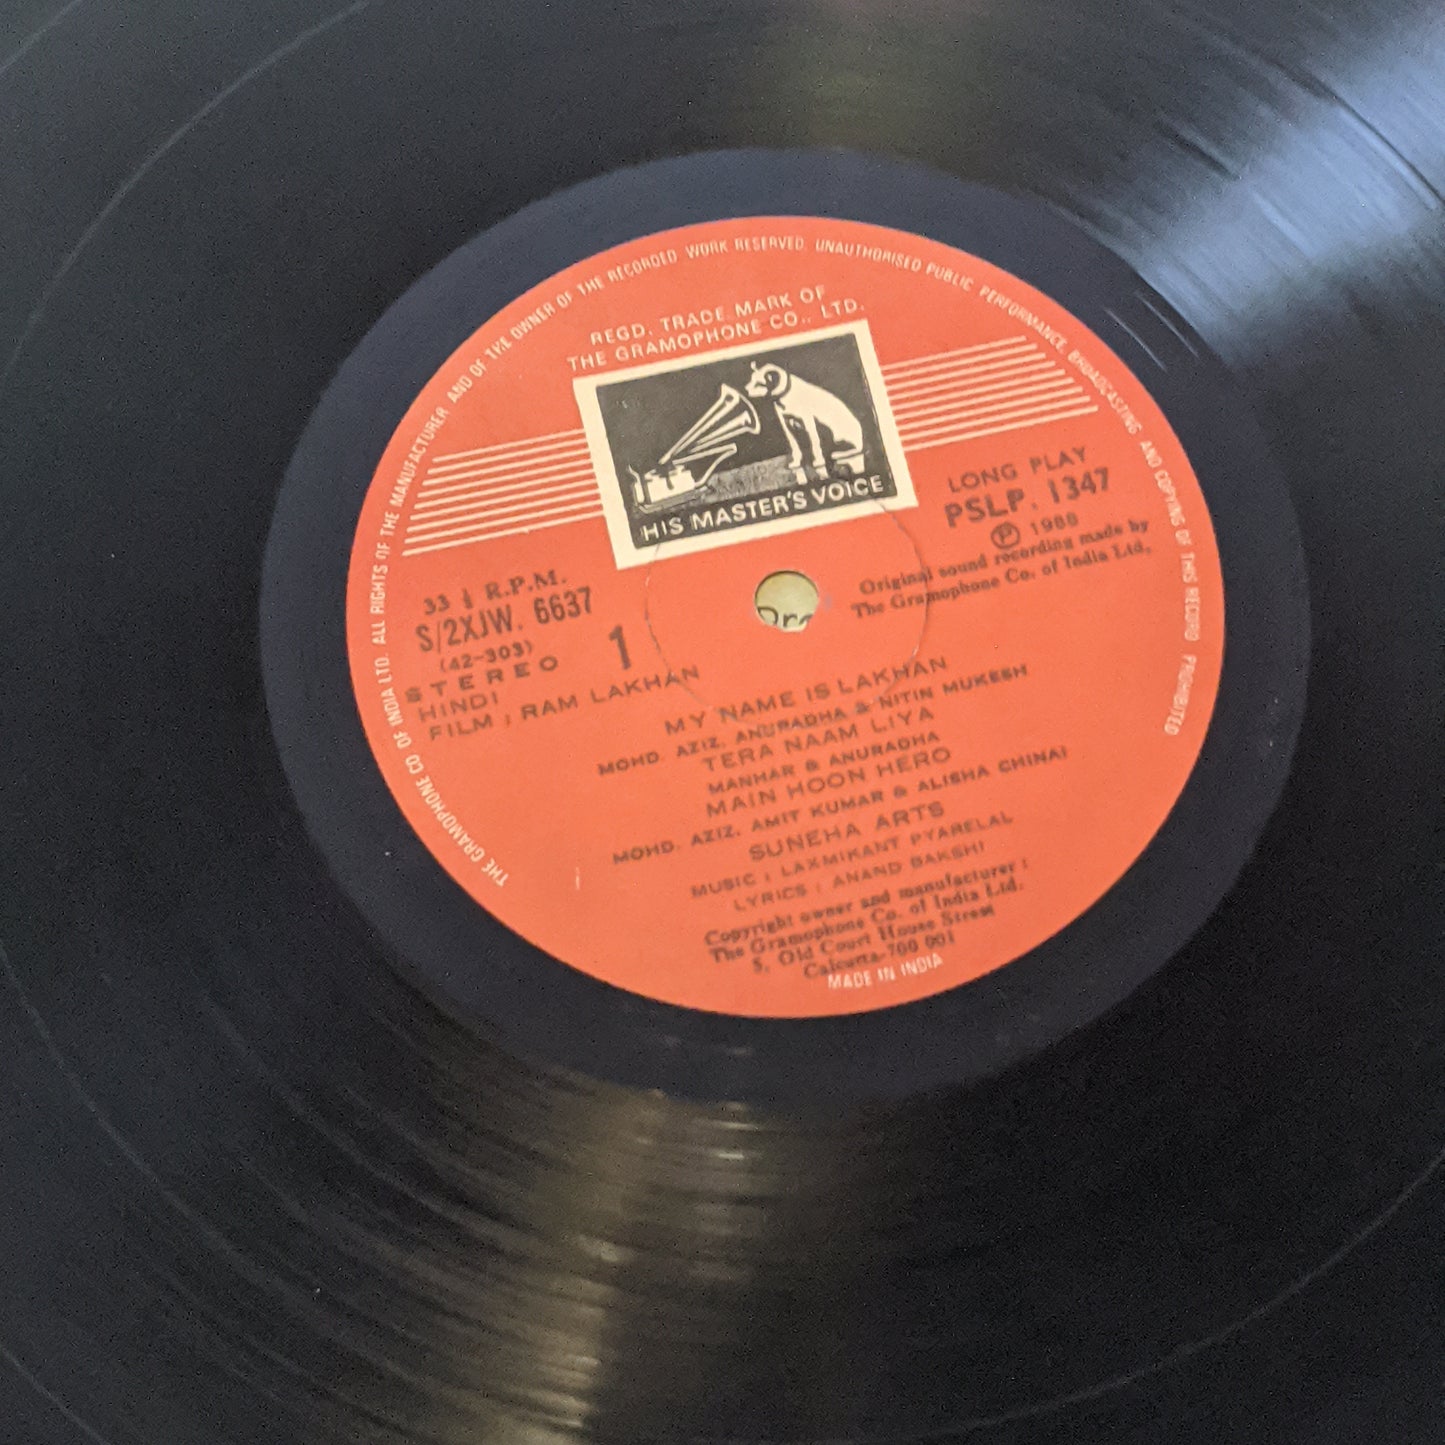 THE GRAMOPHONE CO OF INDIA LTD. ALL RIGHTS OF THE MANUFACTURER AND OF THE OWNER OF THE RECORDED WORK RESERVED. UNAUTHORISED PUBLIC PERFORMANCE BROADCASTING AND COPYING OF THIS RECORD PROHIBITED
REGD. TRADE MARK OF
THE GRAMOPHONE CO., LTD.
HIS MASTER'S VOICE
LONG PLAY
PSLP. 1347
Ⓟ 1988
Original sound recording made by
The Gramophone Co. of India Ltd.
33 ⅓ R.P.M.
S/2XJW. 6637
(42-303)
STEREO 1
HINDI
FILM : RAM LAKHAN
MY NAME IS LAKHAN
MOHD. AZIZ, ANURADHA & NITIN MUKESH
TERA NAAM LIYA
MANHAR & ANURADHA
MAIN HOON HERO
MOHD. AZIZ, AMIT KUMAR & ALISHA CHINAI
SUNEHA ARTS
MUSIC : LAXMIKANT PYARELAL
LYRICS : ANAND BAKSHI
Copyright owner and manufacturer :
The Gramophone Co. of India Ltd.
5, Old Court House Street
Calcutta-700 001
MADE IN INDIA